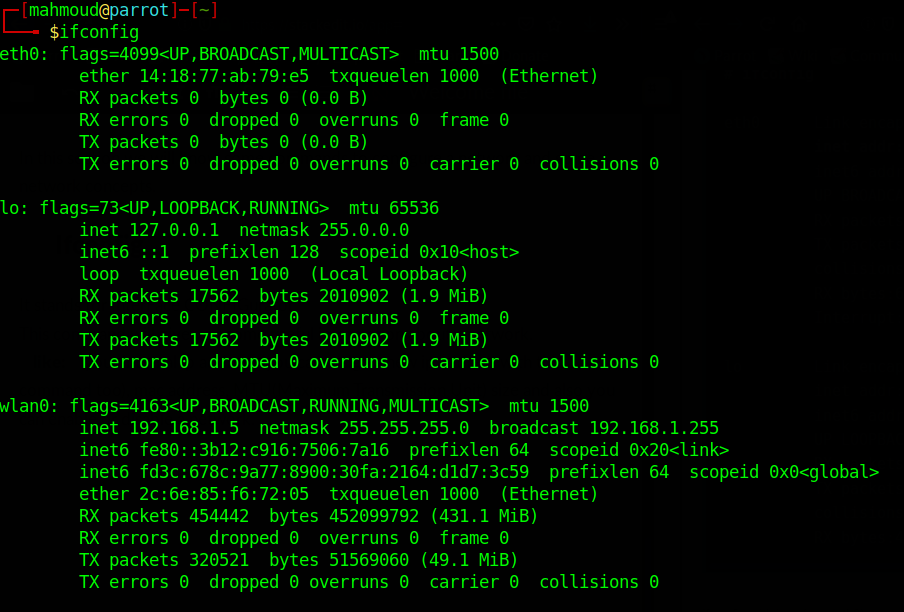 ┌─[mahmoud@parrot]─[~]
└──╼ $ifconfig
eth0: flags=4099<UP,BROADCAST,MULTICAST>  mtu 1500
        ether 14:18:77:ab:79:e5  txqueuelen 1000  (Ethernet)
        RX packets 0  bytes 0 (0.0 B)
        RX errors 0  dropped 0  overruns 0  frame 0
        TX packets 0  bytes 0 (0.0 B)
        TX errors 0  dropped 0 overruns 0  carrier 0  collisions 0

lo: flags=73<UP,LOOPBACK,RUNNING>  mtu 65536
        inet 127.0.0.1  netmask 255.0.0.0
        inet6 ::1  prefixlen 128  scopeid 0x10<host>
        loop  txqueuelen 1000  (Local Loopback)
        RX packets 17562  bytes 2010902 (1.9 MiB)
        RX errors 0  dropped 0  overruns 0  frame 0
        TX packets 17562  bytes 2010902 (1.9 MiB)
        TX errors 0  dropped 0 overruns 0  carrier 0  collisions 0

wlan0: flags=4163<UP,BROADCAST,RUNNING,MULTICAST>  mtu 1500
        inet 192.168.1.5  netmask 255.255.255.0  broadcast 192.168.1.255
        inet6 fe80::3b12:c916:7506:7a16  prefixlen 64  scopeid 0x20<link>
        inet6 fd3c:678c:9a77:8900:30fa:2164:d1d7:3c59  prefixlen 64  scopeid 0x0<global>
        ether 2c:6e:85:f6:72:05  txqueuelen 1000  (Ethernet)
        RX packets 454442  bytes 452099792 (431.1 MiB)
        RX errors 0  dropped 0  overruns 0  frame 0
        TX packets 320521  bytes 51569060 (49.1 MiB)
        TX errors 0  dropped 0 overruns 0  carrier 0  collisions 0